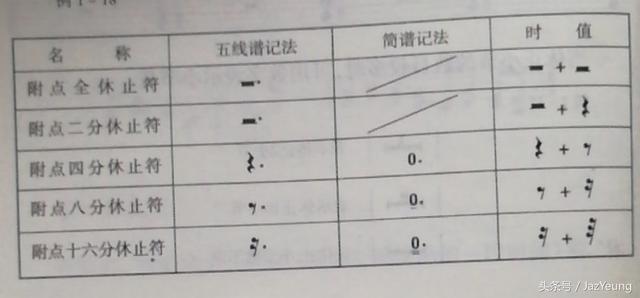 例1-18
名 称 五线谱记法 简谱记法 时 值
附点全休止符 +
附点二分休止符 +
附点四分休止符 0· +
附点八分休止符 0· +
附点十六分休止符 0· +
头条号 / JazYeung